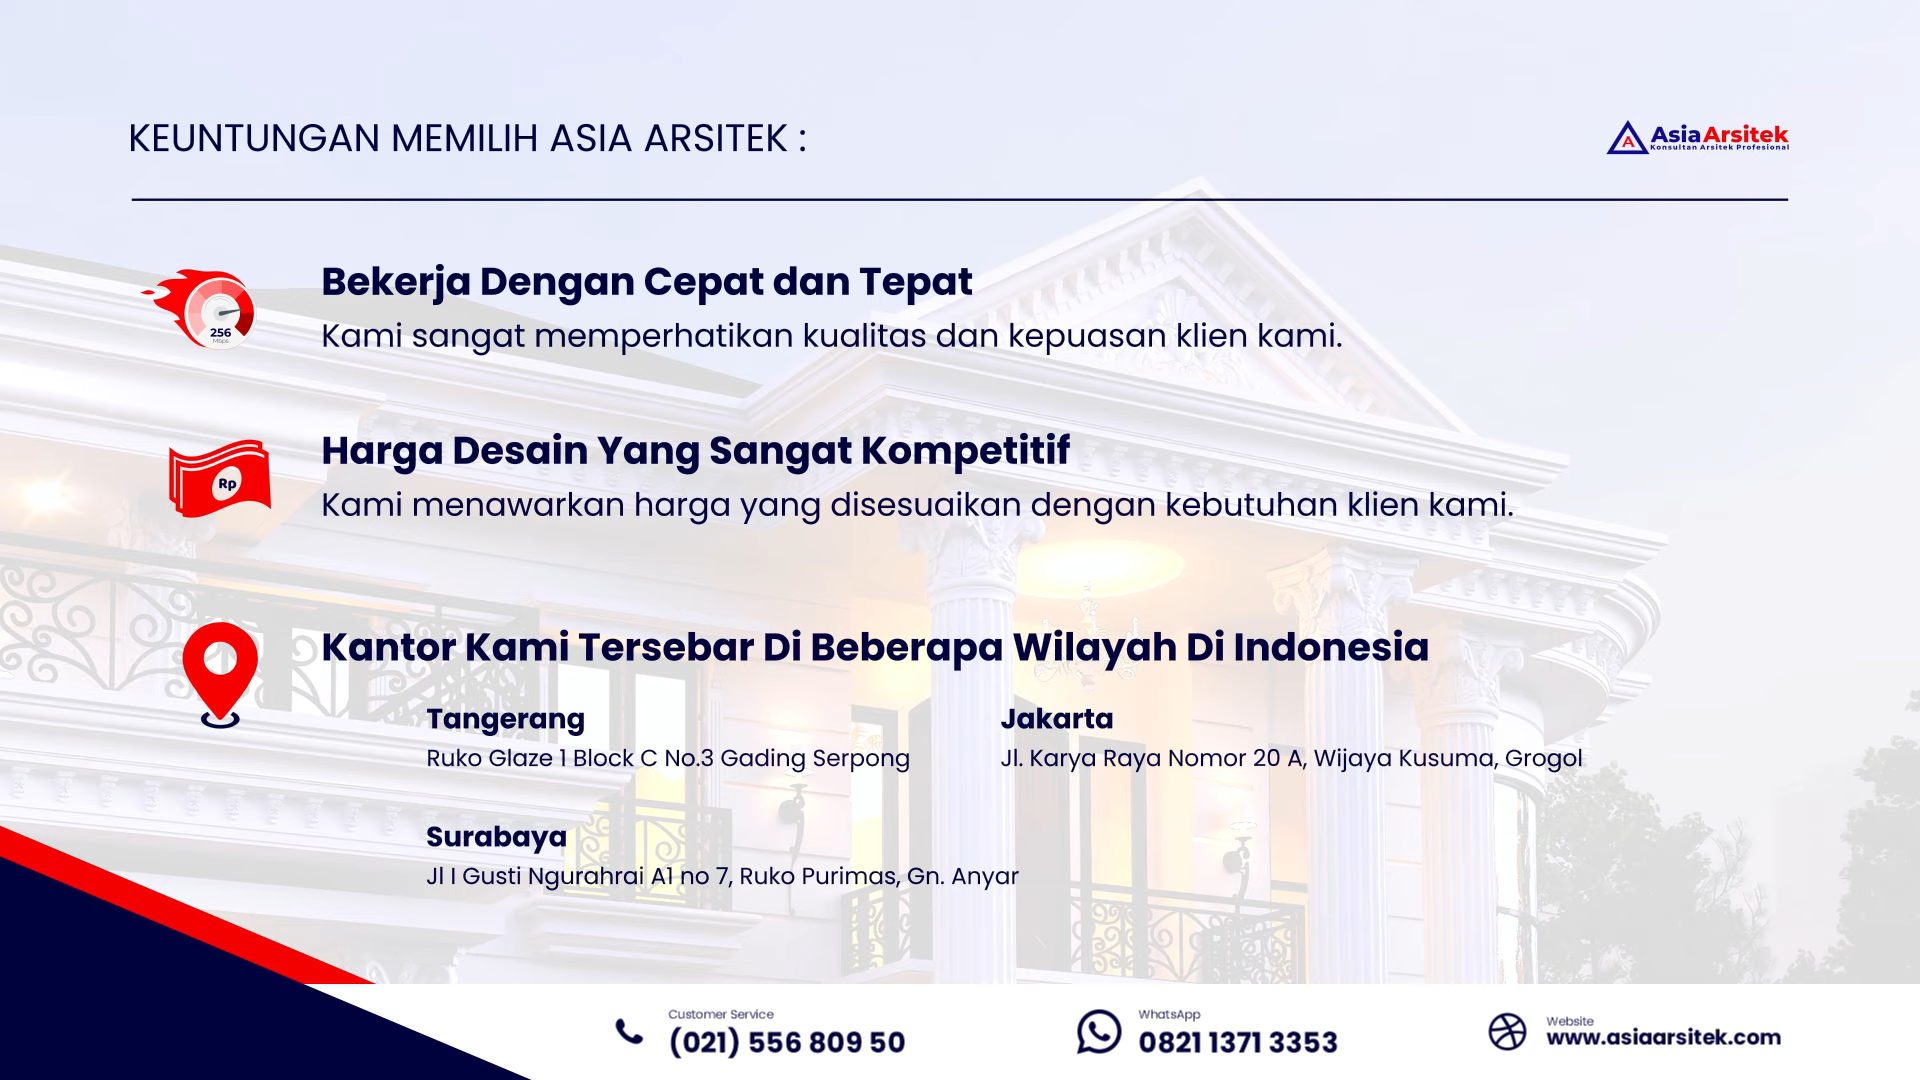 KEUNTUNGAN MEMILIH ASIA ARSITEK :
A
AsiaArsitek
Konsultan Arsitek Profesional
256
Mbps
Bekerja Dengan Cepat dan Tepat
Kami sangat memperhatikan kualitas dan kepuasan klien kami.
Rp
Harga Desain Yang Sangat Kompetitif
Kami menawarkan harga yang disesuaikan dengan kebutuhan klien kami.
Kantor Kami Tersebar Di Beberapa Wilayah Di Indonesia
Tangerang
Ruko Glaze 1 Block C No.3 Gading Serpong
Jakarta
Jl. Karya Raya Nomor 20 A, Wijaya Kusuma, Grogol
Surabaya
Jl I Gusti Ngurahrai A1 no 7, Ruko Purimas, Gn. Anyar
Customer Service
(021) 556 809 50
WhatsApp
0821 1371 3353
Website
www.asiaarsitek.com